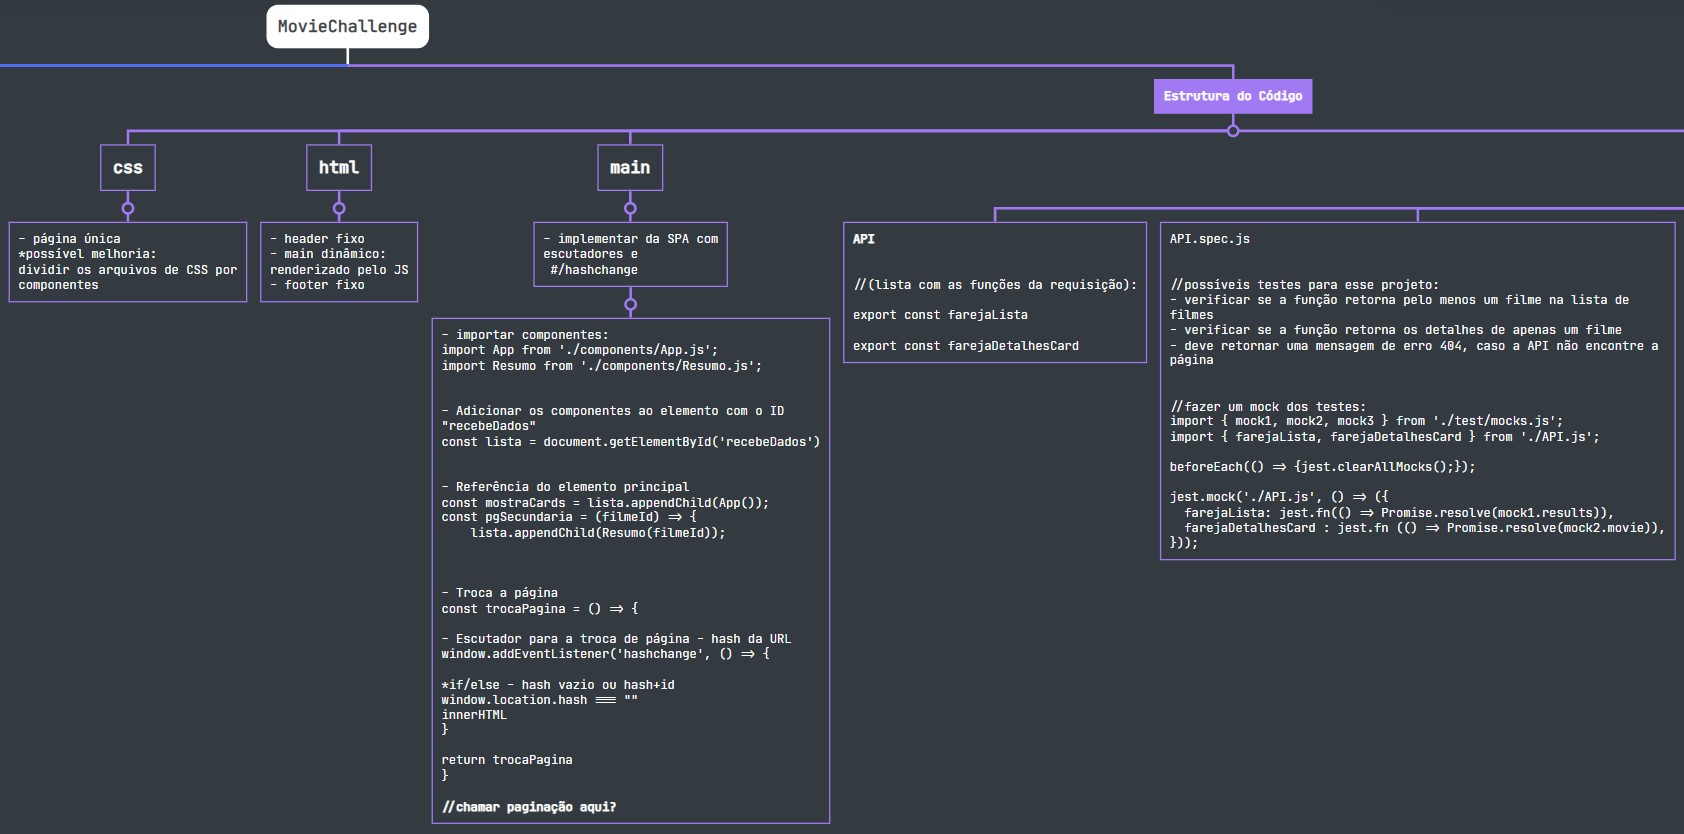 MovieChallenge
Estrutura do Código
css
html
main
- página única
*possível melhoria:
dividir os arquivos de CSS por
componentes
- header fixo
- main dinâmico:
renderizado pelo JS
- footer fixo
- implementar da SPA com
escutadores e
#/hashchange
- importar componentes:
import App from './components/App.js';
import Resumo from './components/Resumo.js';
- Adicionar os componentes ao elemento com o ID
"recebeDados"
const lista = document.getElementById('recebeDados')
- Referência do elemento principal
const mostraCards = lista.appendChild(App());
const pgSecundaria = (filmeId) => {
lista.appendChild(Resumo(filmeId));
- Troca a página
const trocaPagina = () => {
- Escutador para a troca de página - hash da URL
window.addEventListener('hashchange', () => {
*if/else - hash vazio ou hash+id
window.location.hash === ""
innerHTML
}
return trocaPagina
}
//chamar paginação aqui?
API
//(lista com as funções da requisição):
export const farejaLista
export const farejaDetalhesCard
API.spec.js
//possíveis testes para esse projeto:
- verificar se a função retorna pelo menos um filme na lista de
filmes
- verificar se a função retorna os detalhes de apenas um filme
- deve retornar uma mensagem de erro 404, caso a API não encontre a
página
//fazer um mock dos testes:
import { mock1, mock2, mock3 } from './test/mocks.js';
import { farejaLista, farejaDetalhesCard } from './API.js';
beforeEach(() => {jest.clearAllMocks();});
jest.mock('./API.js', () => ({
farejaLista: jest.fn(() => Promise.resolve(mock1.results)),
farejaDetalhesCard : jest.fn (() => Promise.resolve(mock2.movie)),
}));